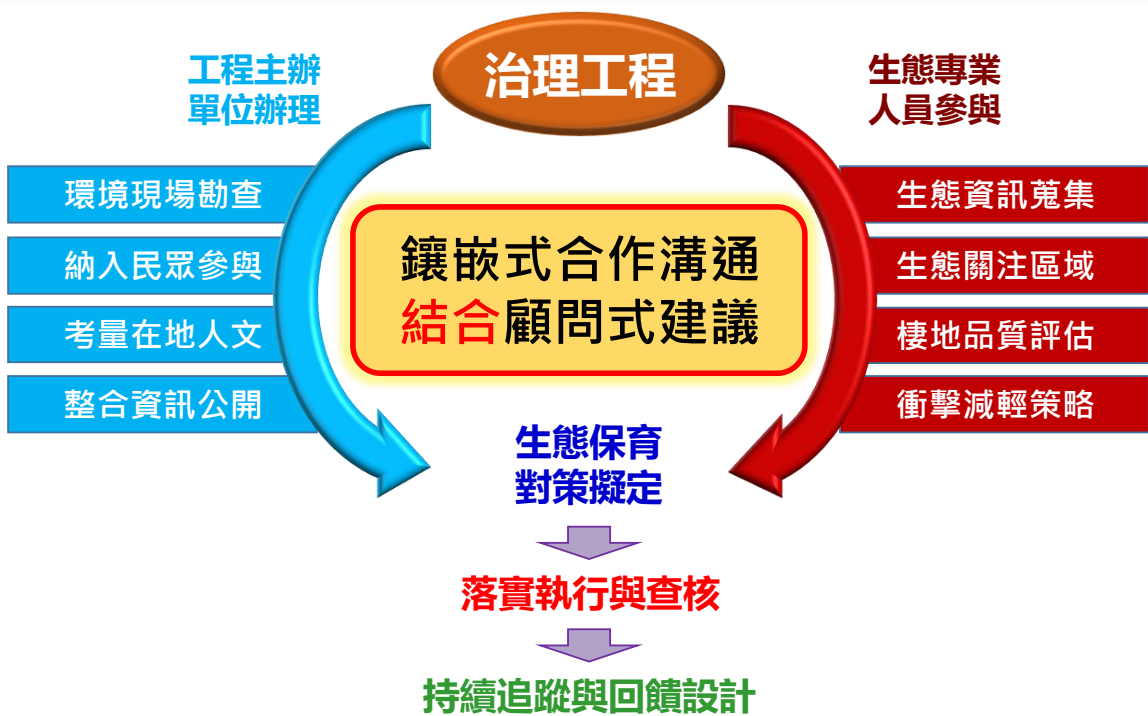 治理工程
工程主辦
單位辦理
環境現場勘查
納入民眾參與
考量在地人文
整合資訊公開
生態專業
人員參與
生態資訊蒐集
生態關注區域
棲地品質評估
衝擊減輕策略
鑲嵌式合作溝通
結合顧問式建議
生態保育
對策擬定
落實執行與查核
持續追蹤與回饋設計